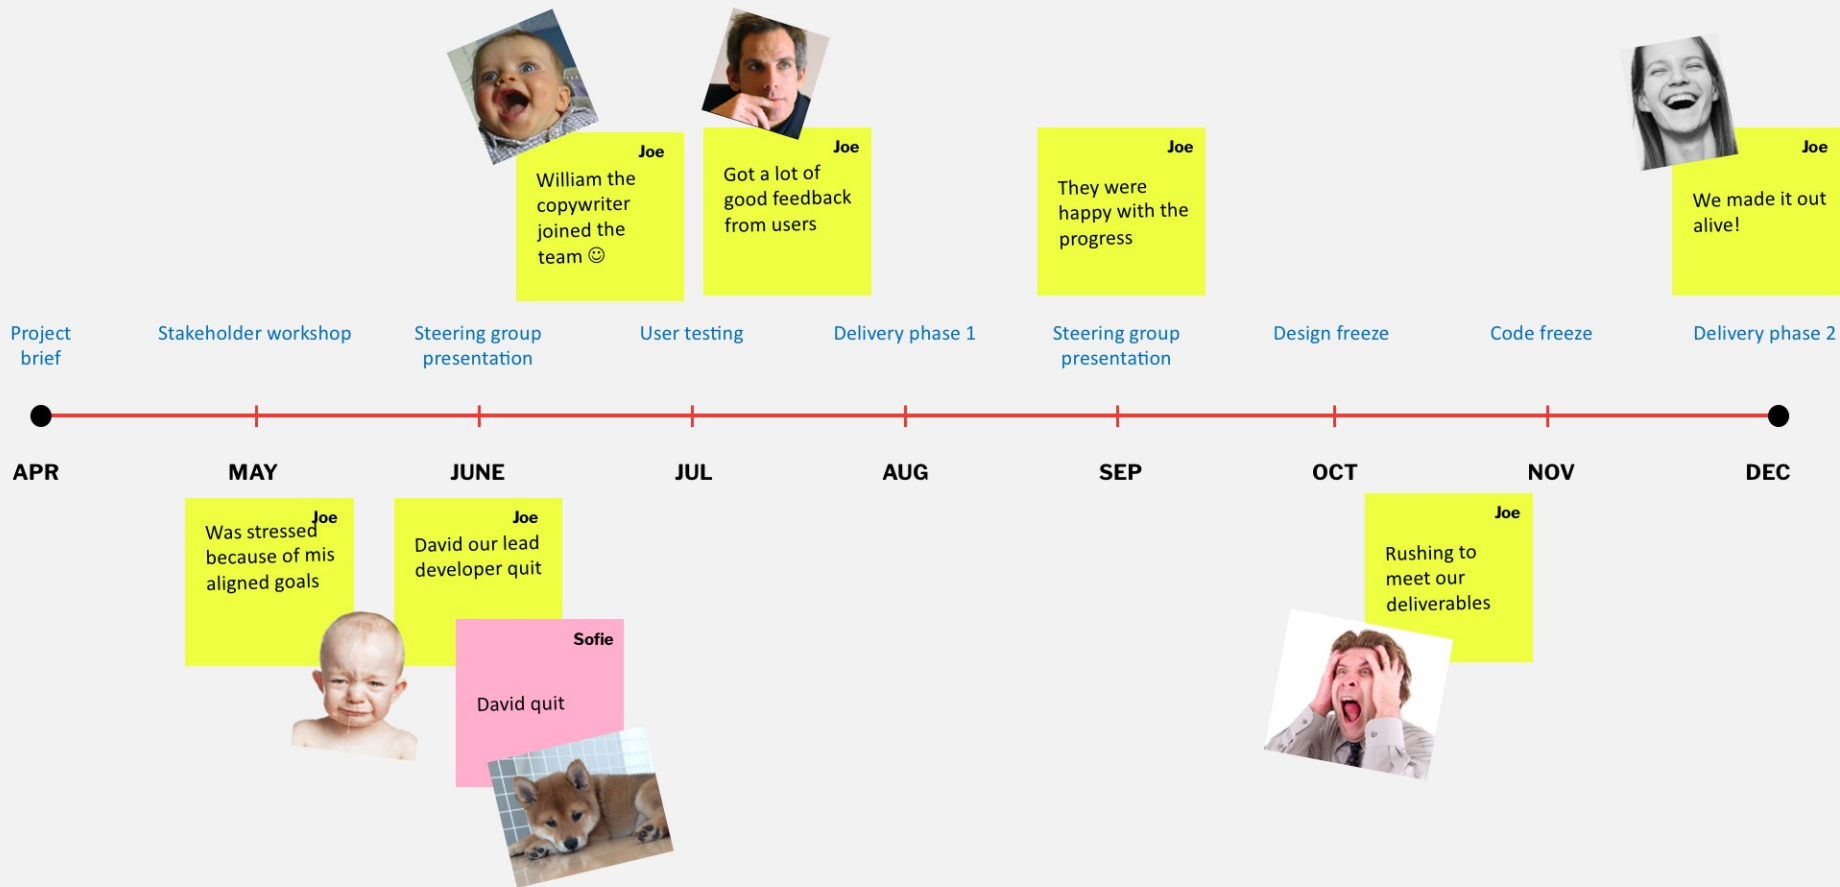 Joe
William the
copywriter
joined the
team ☺
Joe
Got a lot of
good feedback
from users
Joe
They were
happy with the
progress
Joe
We made it out
alive!
Project
brief
Stakeholder workshop
Steering group
presentation
User testing
Delivery phase 1
Steering group
presentation
Design freeze
Code freeze
Delivery phase 2
APR
MAY
JUNE
JUL
AUG
SEP
OCT
NOV
DEC
Joe
Was stressed
because of mis
aligned goals
Joe
David our lead
developer quit
Sofie
David quit
Joe
Rushing to
meet our
deliverables